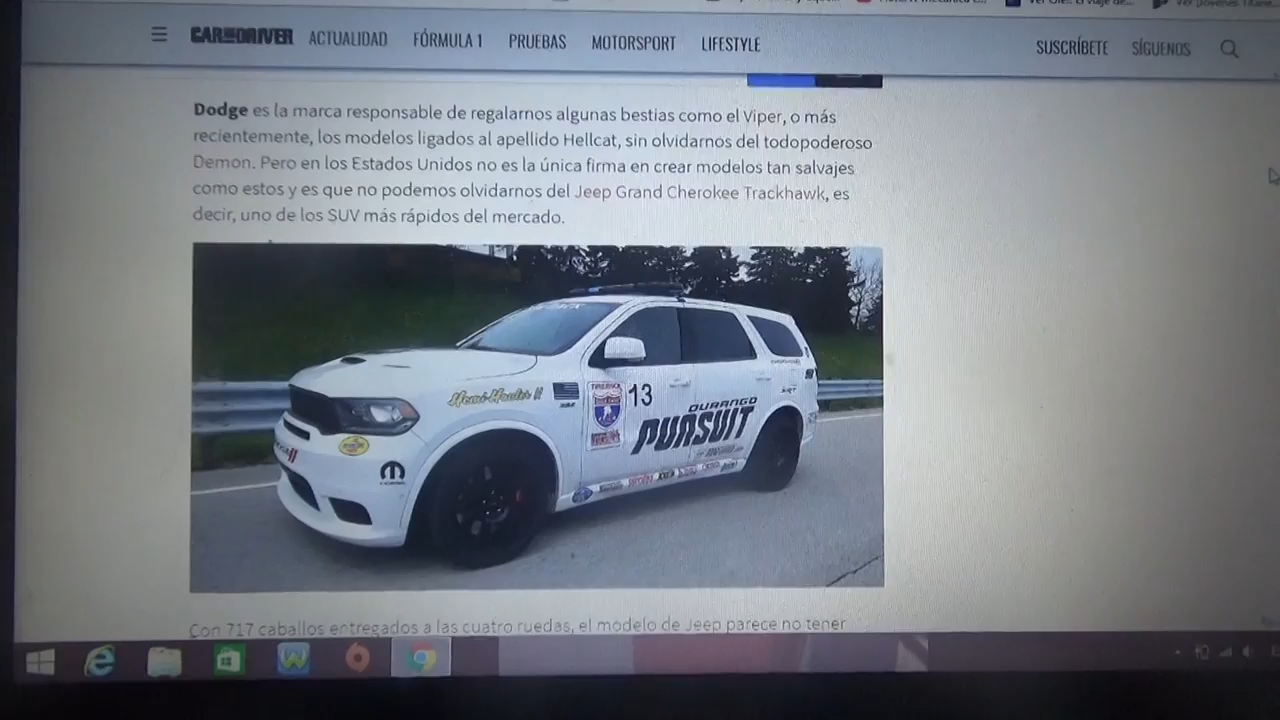 CAR AND DRIVER ACTUALIDAD FÓRMULA 1 PRUEBAS MOTORSPORT LIFESTYLE SUSCRÍBETE SÍGUENOS
Dodge es la marca responsable de regalarnos algunas bestias como el Viper, o más
recientemente, los modelos ligados al apellido Hellcat, sin olvidarnos del todopoderoso
Demon. Pero en los Estados Unidos no es la única firma en crear modelos tan salvajes
como estos y es que no podemos olvidarnos del Jeep Grand Cherokee Trackhawk, es
decir, uno de los SUV más rápidos del mercado.
Hemi Hauler II
13
DURANGO
PURSUIT
Con 717 caballos entregados a las cuatro ruedas, el modelo de Jeep parece no tener